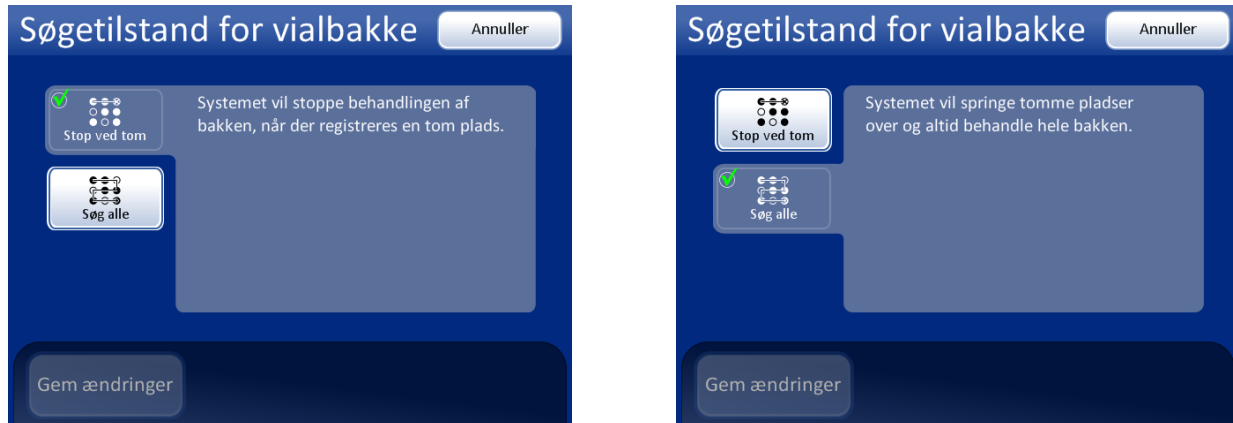 Søgetilstand for vialbakke
Annuller
Stop ved tom
Systemet vil stoppe behandlingen af
bakken, når der registreres en tom plads.
Søg alle
Gem ændringer
Søgetilstand for vialbakke
Annuller
Stop ved tom
Systemet vil springe tomme pladser
over og altid behandle hele bakken.
Søg alle
Gem ændringer